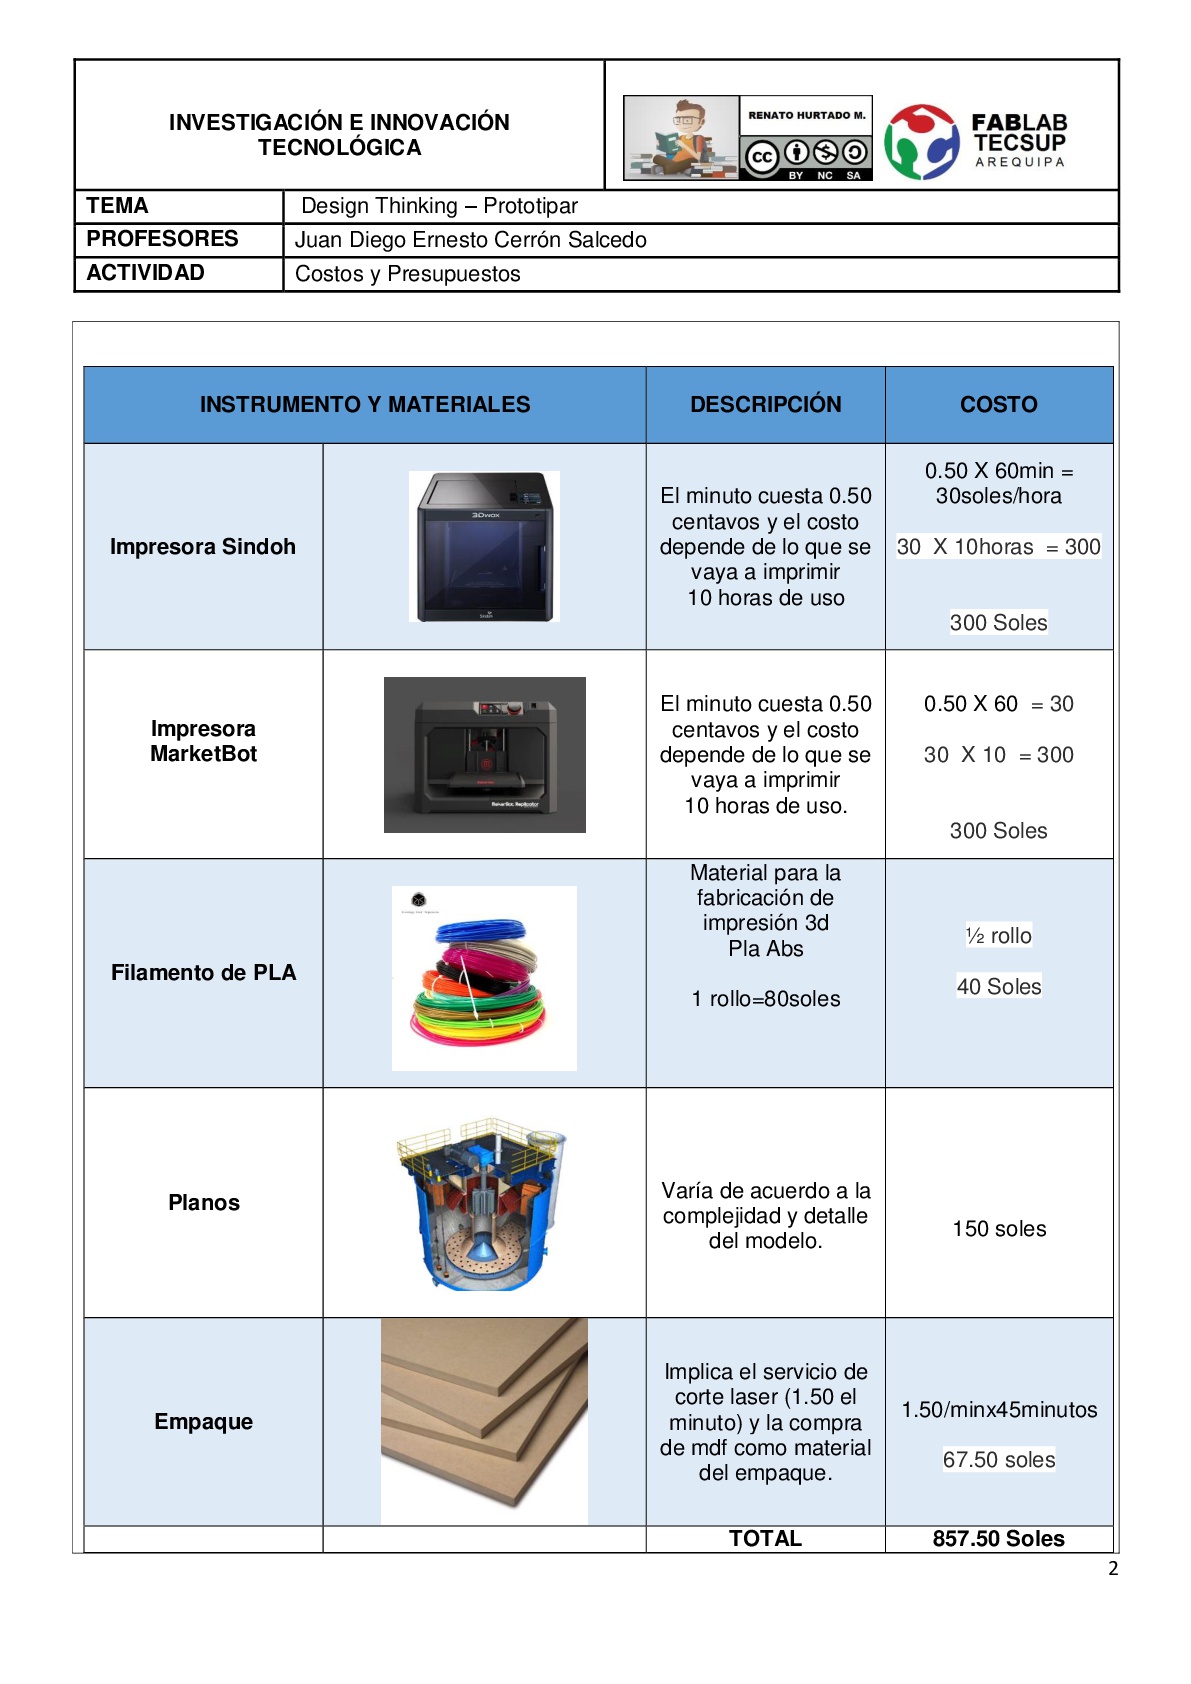 INVESTIGACIÓN E INNOVACIÓN
TECNOLÓGICA
RENATO HURTADO M.
CC
BY NC SA
FABLAB
TECSUP
AREQUIPA
TEMA
Design Thinking – Prototipar
PROFESORES
Juan Diego Ernesto Cerrón Salcedo
ACTIVIDAD
Costos y Presupuestos
INSTRUMENTO Y MATERIALES
DESCRIPCIÓN
COSTO
Impresora Sindoh
3DWOX
Sindoh
El minuto cuesta 0.50
centavos y el costo
depende de lo que se
vaya a imprimir
10 horas de uso
0.50 X 60min =
30soles/hora
30 X 10horas = 300
300 Soles
Impresora
MarketBot
MakerBot Replicator
El minuto cuesta 0.50
centavos y el costo
depende de lo que se
vaya a imprimir
10 horas de uso.
0.50 X 60 = 30
30 X 10 = 300
300 Soles
Filamento de PLA
Material para la
fabricación de
impresión 3d
Pla Abs
1 rollo=80soles
½ rollo
40 Soles
Planos
Varía de acuerdo a la
complejidad y detalle
del modelo.
150 soles
Empaque
Implica el servicio de
corte laser (1.50 el
minuto) y la compra
de mdf como material
del empaque.
1.50/minx45minutos
67.50 soles
TOTAL
857.50 Soles
2